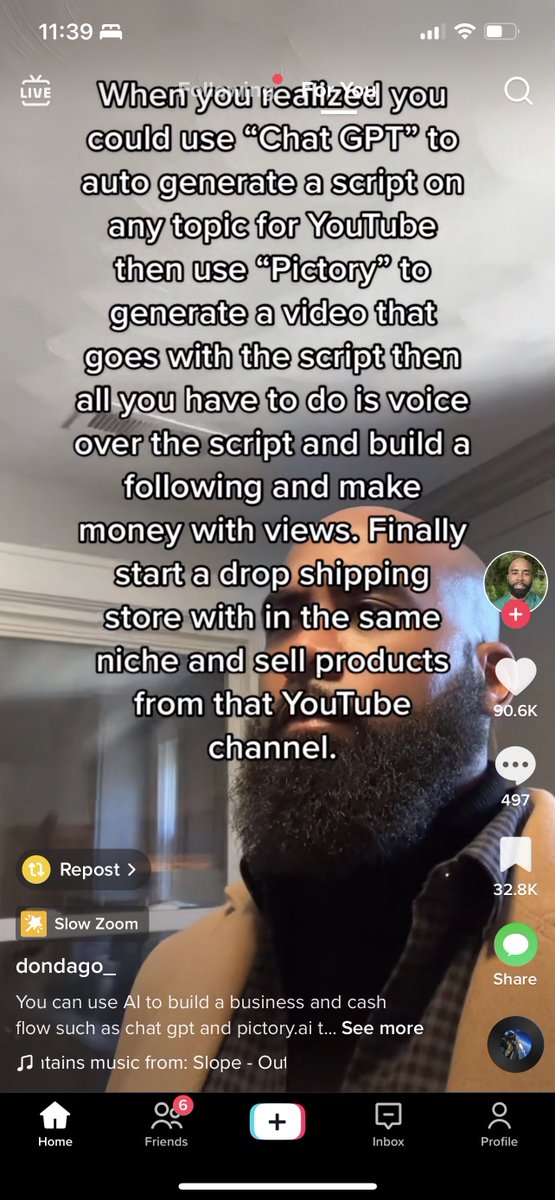 11:39
LIVE
Following
For You
When you realized you
could use “Chat GPT” to
auto generate a script on
any topic for YouTube
then use “Pictory” to
generate a video that
goes with the script then
all you have to do is voice
over the script and build a
following and make
money with views. Finally
start a drop shipping
store with in the same
niche and sell products
from that YouTube
channel.
90.6K
497
32.8K
Repost >
Slow Zoom
Share
dondago_
You can use AI to build a business and cash
flow such as chat gpt and pictory.ai t... See more
ntains music from: Slope - Out
6
Home
Friends
Inbox
Profile